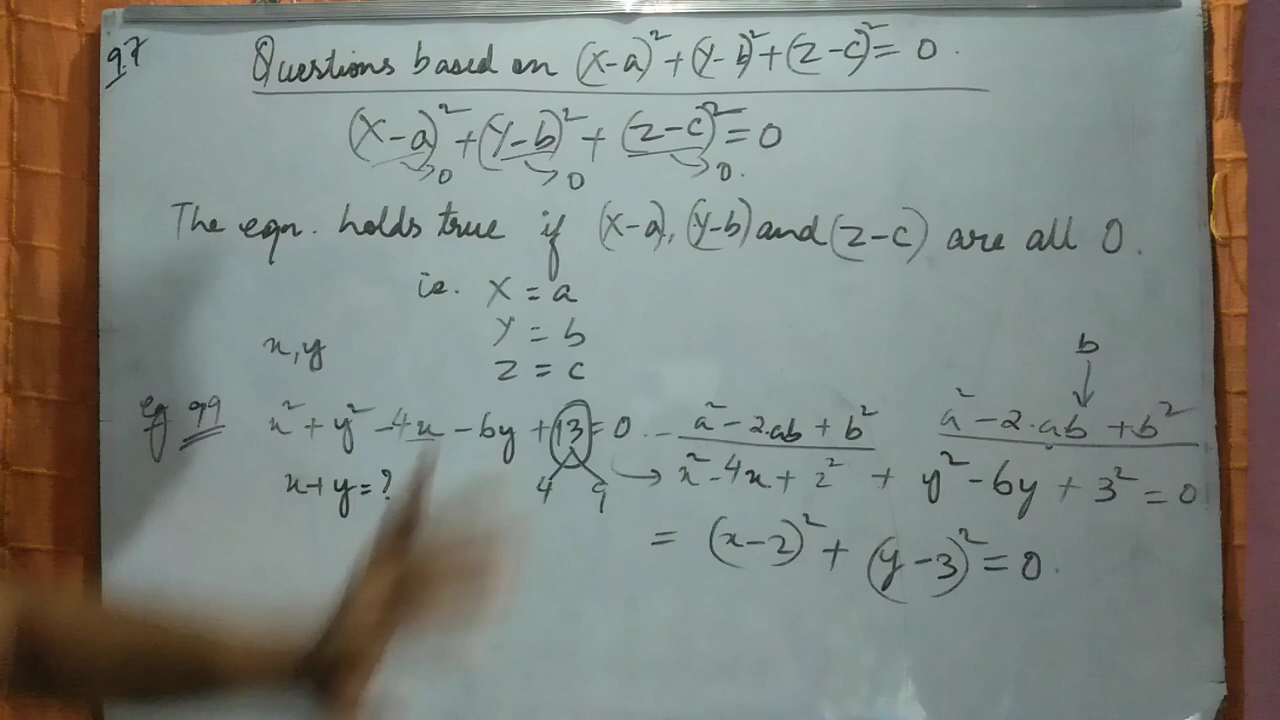 9.7 Questions based on (x-a)² + (y-b)² + (z-c)² = 0.
(x-a)² + (y-b)² + (z-c)² = 0
→0 →0 →0.
The eqn. holds true if (x-a), (y-b) and (z-c) are all 0.
ie. x = a
y = b
z = c
x, y
b
↓
eg 99 x² + y² - 4x - 6y + 13 = 0. a² - 2·ab + b² a² - 2·ab + b²
x + y = ? 4 9 → x² - 4x + 2² + y² - 6y + 3² = 0
= (x-2)² + (y-3)² = 0.